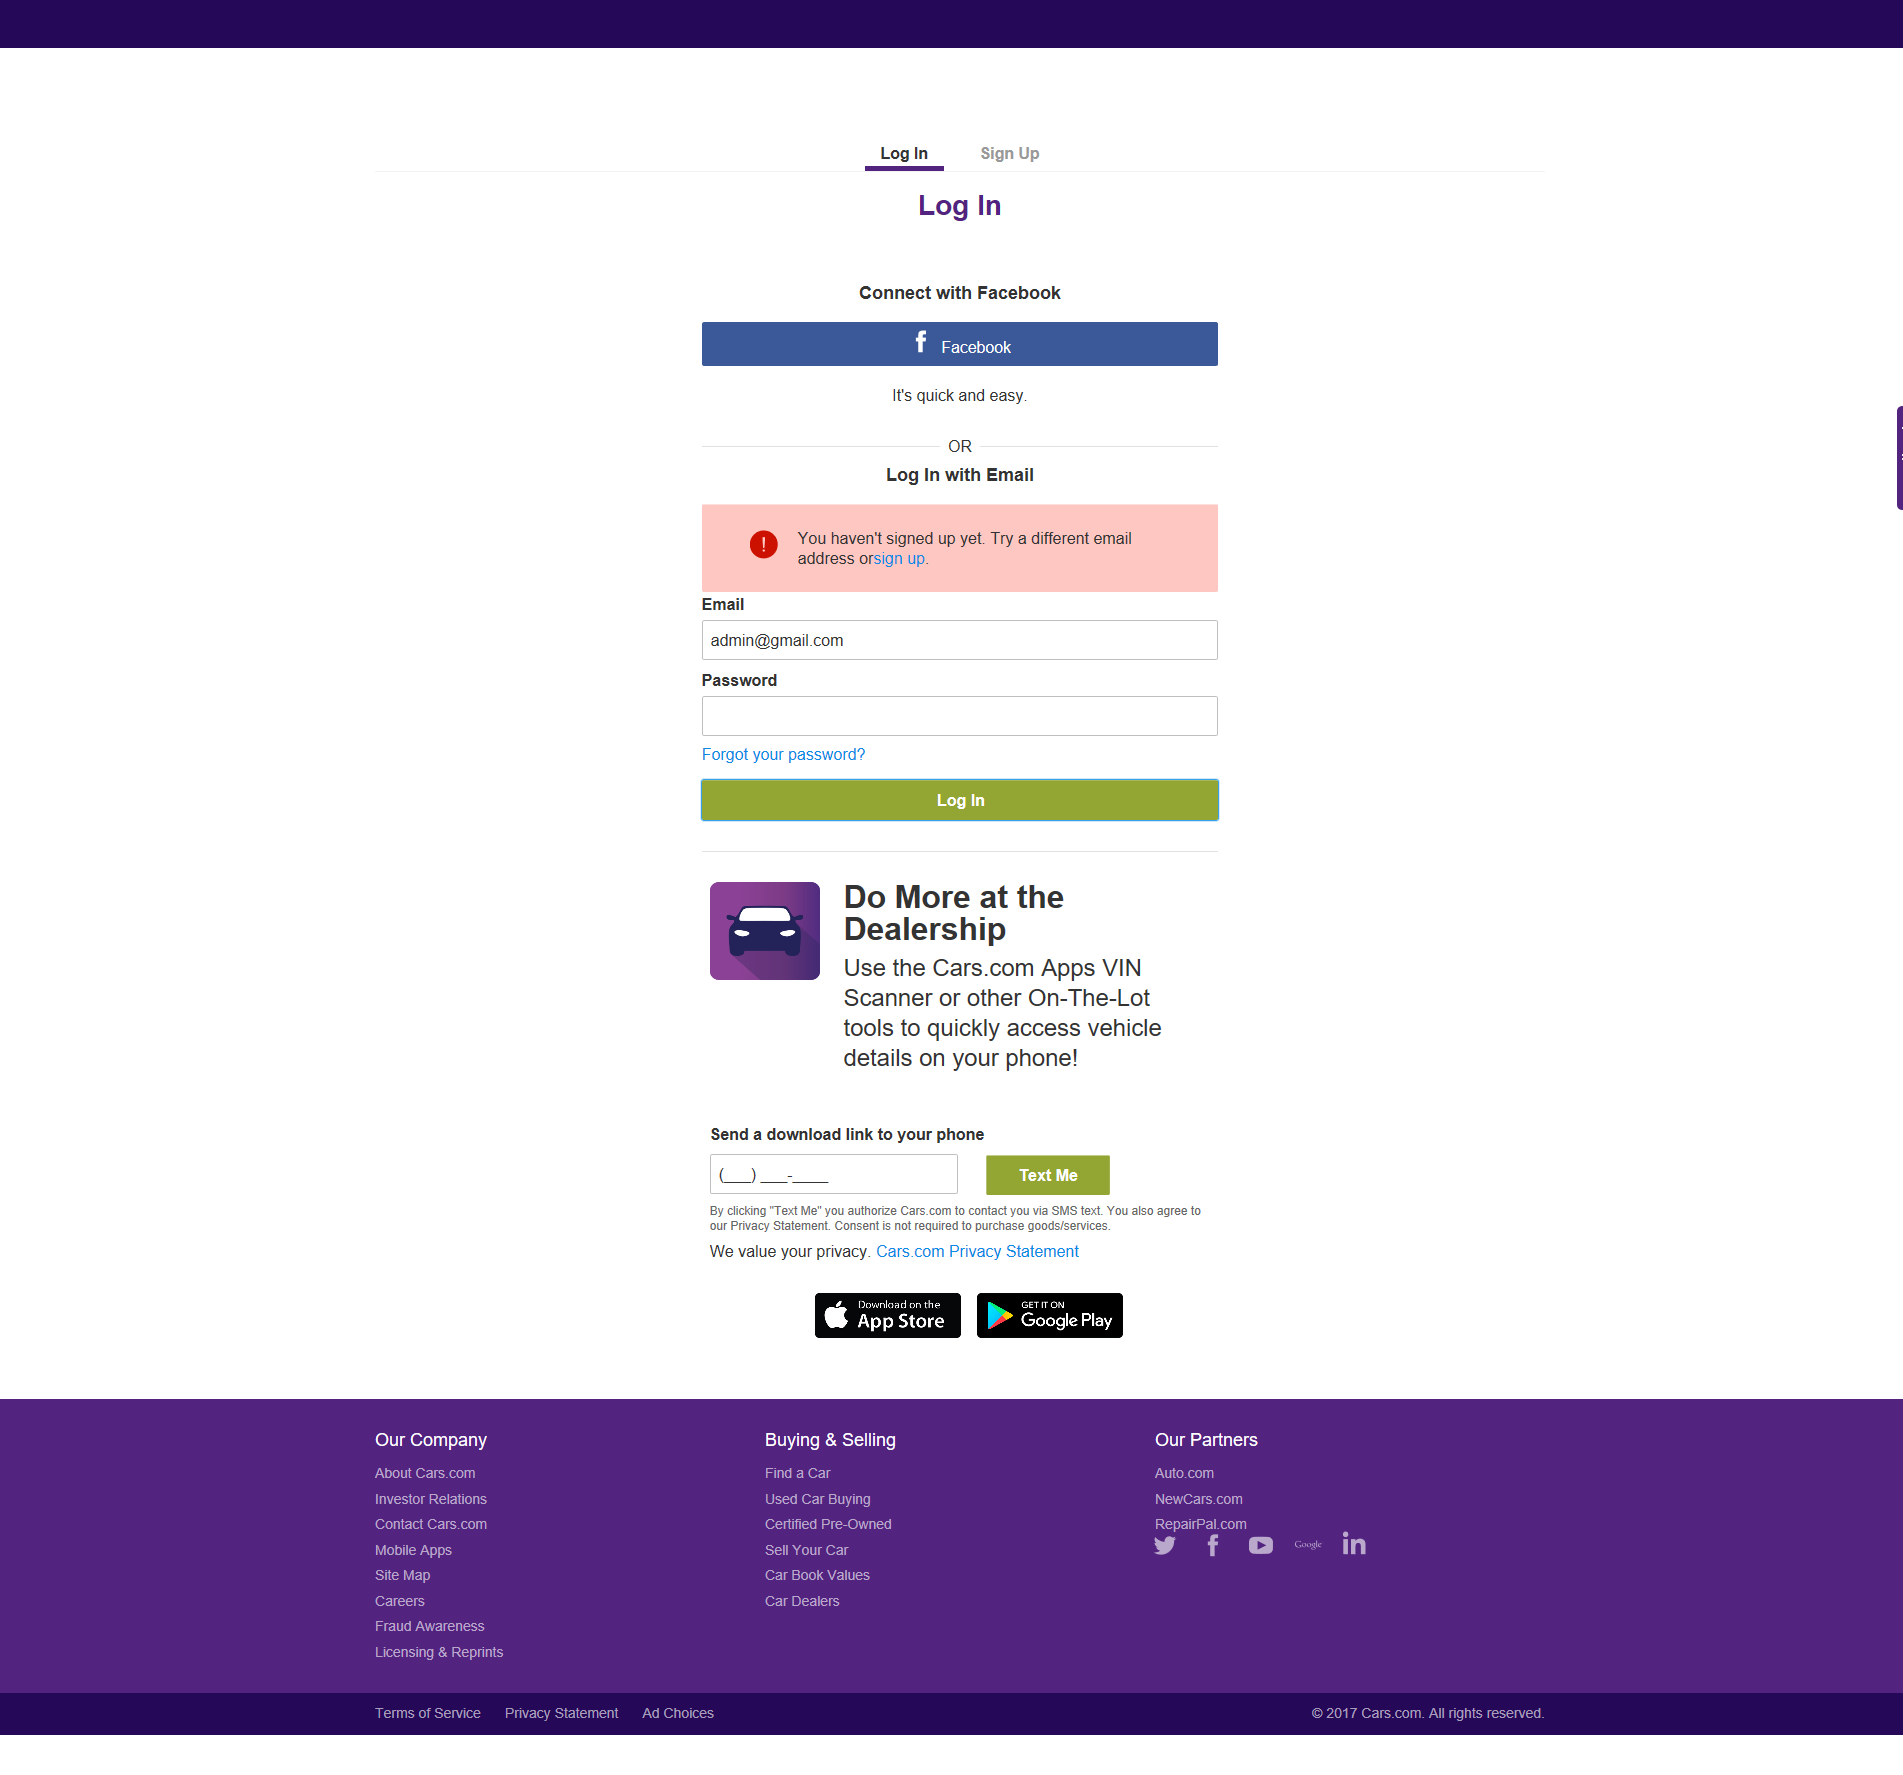 Log In
Sign Up
Log In
Connect with Facebook
Facebook
It's quick and easy.
OR
Log In with Email
You haven't signed up yet. Try a different email
address orsign up.
Email
admin@gmail.com
Password
Forgot your password?
Log In
Do More at the
Dealership
Use the Cars.com Apps VIN
Scanner or other On-The-Lot
tools to quickly access vehicle
details on your phone!
Send a download link to your phone
(___) ___-____
Text Me
By clicking "Text Me" you authorize Cars.com to contact you via SMS text. You also agree to
our Privacy Statement. Consent is not required to purchase goods/services.
We value your privacy. Cars.com Privacy Statement
Download on the
App Store
GET IT ON
Google Play
Our Company
About Cars.com
Investor Relations
Contact Cars.com
Mobile Apps
Site Map
Careers
Fraud Awareness
Licensing & Reprints
Buying & Selling
Find a Car
Used Car Buying
Certified Pre-Owned
Sell Your Car
Car Book Values
Car Dealers
Our Partners
Auto.com
NewCars.com
RepairPal.com
Google
in
Terms of Service
Privacy Statement
Ad Choices
© 2017 Cars.com. All rights reserved.